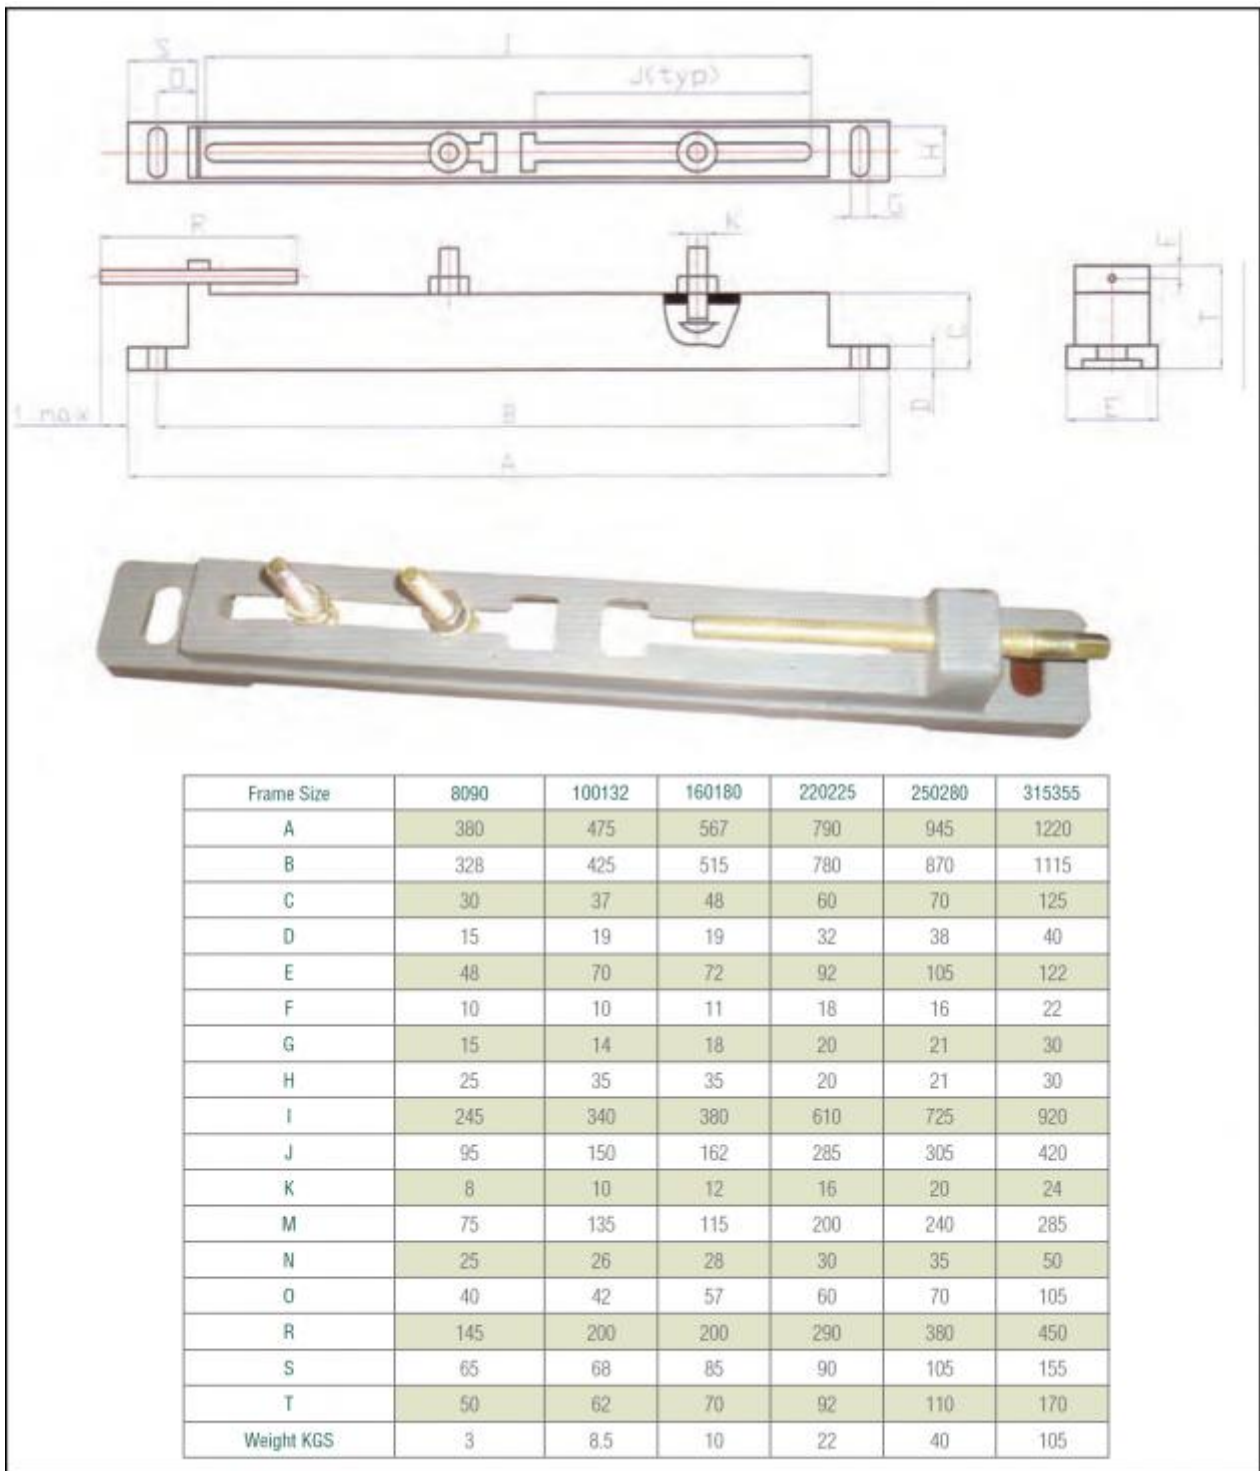 S
O
J(typ)
H
G
R
K
F
T
C
D
max
B
E
A
Frame Size 8090 100132 160180 220225 250280 315355
A 380 475 567 790 945 1220
B 328 425 515 780 870 1115
C 30 37 48 60 70 125
D 15 19 19 32 38 40
E 48 70 72 92 105 122
F 10 10 11 18 16 22
G 15 14 18 20 21 30
H 25 35 35 20 21 30
I 245 340 380 610 725 920
J 95 150 162 285 305 420
K 8 10 12 16 20 24
M 75 135 115 200 240 285
N 25 26 28 30 35 50
O 40 42 57 60 70 105
R 145 200 200 290 380 450
S 65 68 85 90 105 155
T 50 62 70 92 110 170
Weight KGS 3 8.5 10 22 40 105